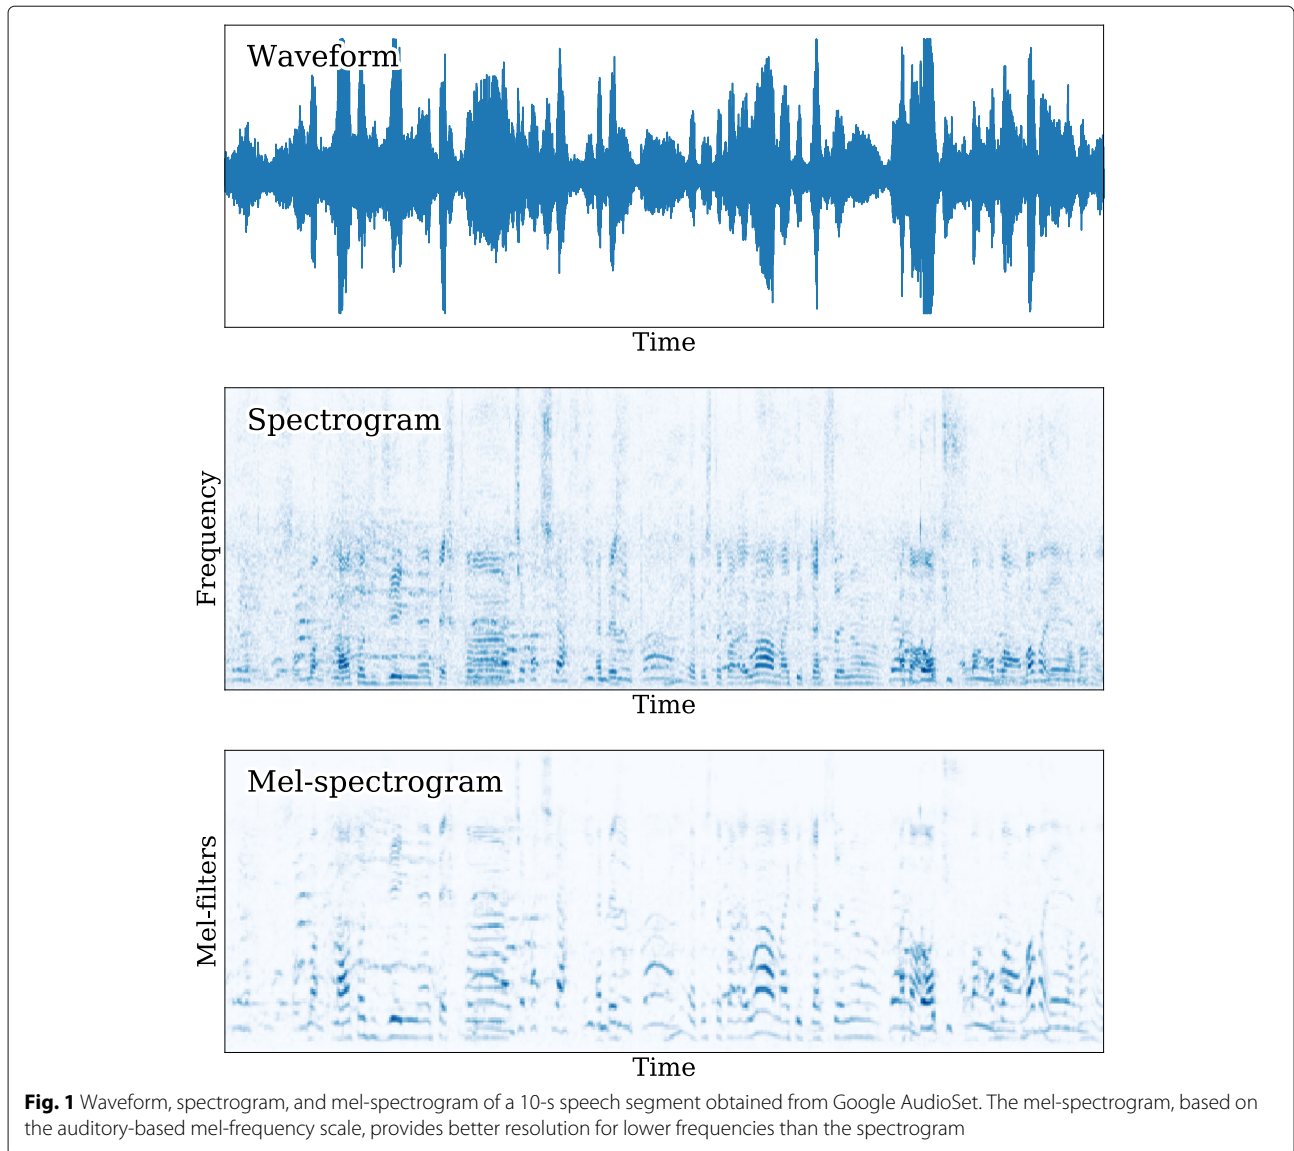 Waveform
Time
Spectrogram
Frequency
Time
Mel-spectrogram
Mel-filters
Time
Fig. 1 Waveform, spectrogram, and mel-spectrogram of a 10-s speech segment obtained from Google AudioSet. The mel-spectrogram, based on
the auditory-based mel-frequency scale, provides better resolution for lower frequencies than the spectrogram